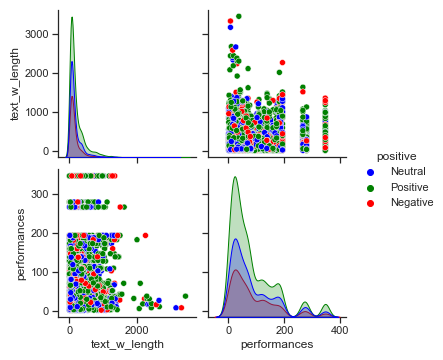 3000
2000
1000
0
text_w_length
positive
Neutral
Positive
Negative
300
200
100
0
performances
0
2000
text_w_length
0
200
400
performances